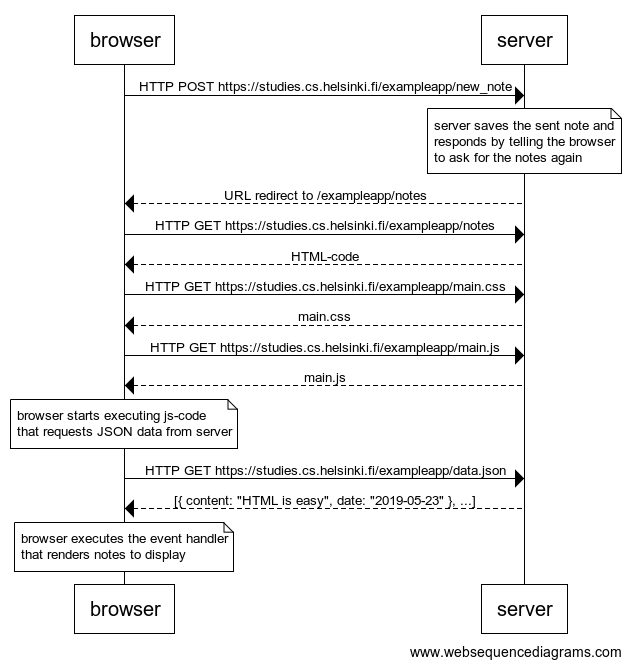 browser
server
HTTP POST https://studies.cs.helsinki.fi/exampleapp/new_note
server saves the sent note and
responds by telling the browser
to ask for the notes again
URL redirect to /exampleapp/notes
HTTP GET https://studies.cs.helsinki.fi/exampleapp/notes
HTML-code
HTTP GET https://studies.cs.helsinki.fi/exampleapp/main.css
main.css
HTTP GET https://studies.cs.helsinki.fi/exampleapp/main.js
main.js
browser starts executing js-code
that requests JSON data from server
HTTP GET https://studies.cs.helsinki.fi/exampleapp/data.json
[{ content: "HTML is easy", date: "2019-05-23" }, ...]
browser executes the event handler
that renders notes to display
browser
server
www.websequencediagrams.com